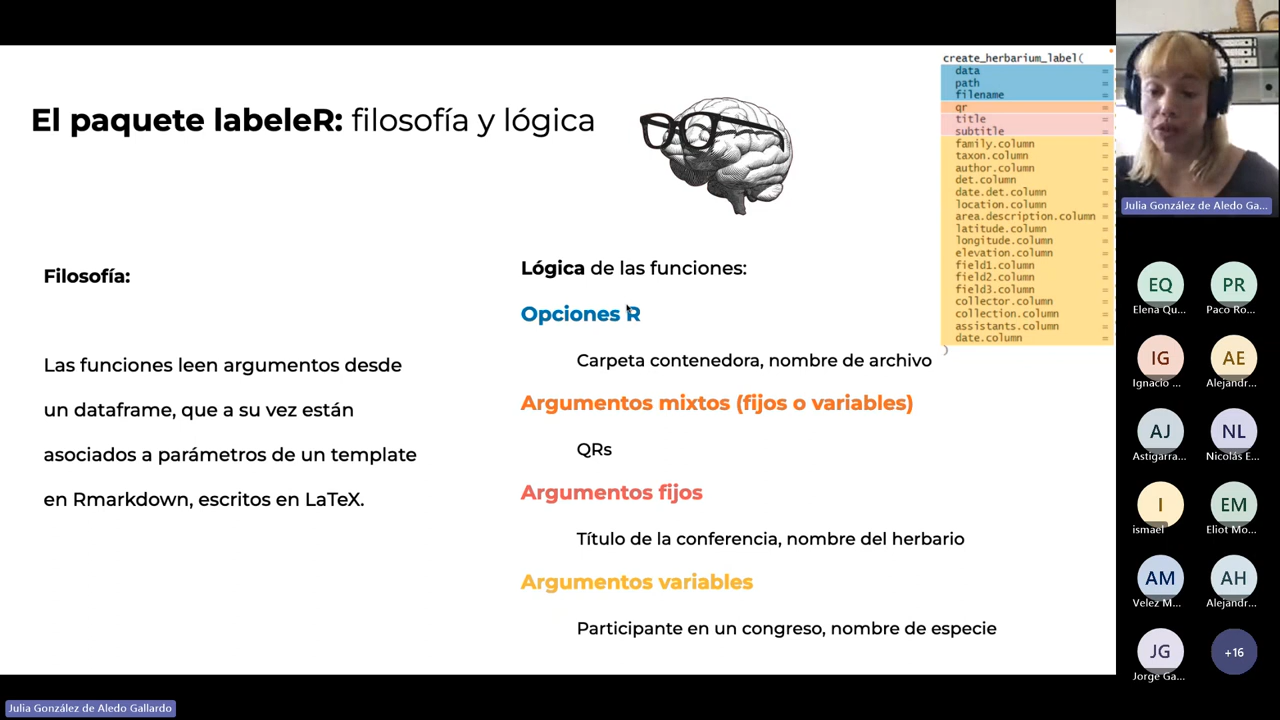 El paquete labeleR: filosofía y lógica
Filosofía:
Las funciones leen argumentos desde
un dataframe, que a su vez están
asociados a parámetros de un template
en Rmarkdown, escritos en LaTeX.
Lógica de las funciones:
Opciones R
Carpeta contenedora, nombre de archivo
Argumentos mixtos (fijos o variables)
QRs
Argumentos fijos
Título de la conferencia, nombre del herbario
Argumentos variables
Participante en un congreso, nombre de especie
create_herbarium_label(
data =
path =
filename =
qr =
title =
subtitle =
family.column =
taxon.column =
author.column =
det.column =
date.det.column =
location.column =
area.description.column =
latitude.column =
longitude.column =
elevation.column =
field1.column =
field2.column =
field3.column =
collector.column =
collection.column =
assistants.column =
date.column =
)
Julia González de Aledo Ga...
EQ
Elena Qu...
PR
Paco Ro...
IG
Ignacio ...
AE
Alejandr...
AJ
Astigarra...
NL
Nicolás E...
I
ismael
EM
Eliot Mo...
AM
Velez M...
AH
Alejandr...
JG
Jorge Ga...
+16
Julia González de Aledo Gallardo